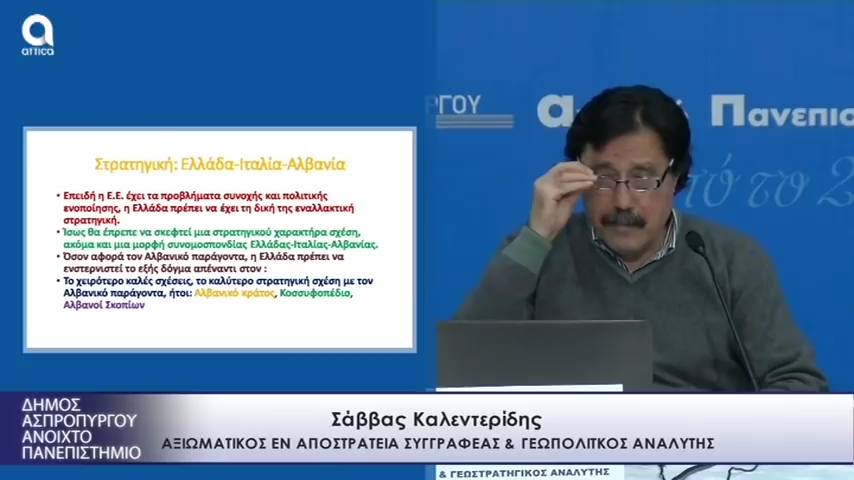 attica
Στρατηγική: Ελλάδα-Ιταλία-Αλβανία
• Επειδή η Ε.Ε. έχει τα προβλήματα συνοχής και πολιτικής
ενοποίησης, η Ελλάδα πρέπει να έχει τη δική της εναλλακτική
στρατηγική.
• Ίσως θα έπρεπε να σκεφτεί μια στρατηγικού χαρακτήρα σχέση,
ακόμα και μια μορφή συνομοσπονδίας Ελλάδας-Ιταλίας-Αλβανίας.
• Όσον αφορά τον Αλβανικό παράγοντα, η Ελλάδα πρέπει να
ενστερνιστεί το εξής δόγμα απέναντι στον :
• Το χειρότερο καλές σχέσεις, το καλύτερο στρατηγική σχέση με τον
Αλβανικό παράγοντα, ήτοι: Αλβανικό κράτος, Κοσσυφοπέδιο,
Αλβανοί Σκοπίων
ΡΓΟΥ
Πανεπισ
από το 2
ΔΗΜΟΣ
ΑΣΠΡΟΠΥΡΓΟΥ
ΑΝΟΙΧΤΟ
ΠΑΝΕΠΙΣΤΗΜΙΟ
Σάββας Καλεντερίδης
ΑΞΙΩΜΑΤΙΚΟΣ ΕΝ ΑΠΟΣΤΡΑΤΕΙΑ ΣΥΓΓΡΑΦΕΑΣ & ΓΕΩΠΟΛΙΤΚΟΣ ΑΝΑΛΥΤΗΣ
& ΓΕΩΣΤΡΑΤΗΓΙΚΟΣ ΑΝΑΛΥΤΗΣ